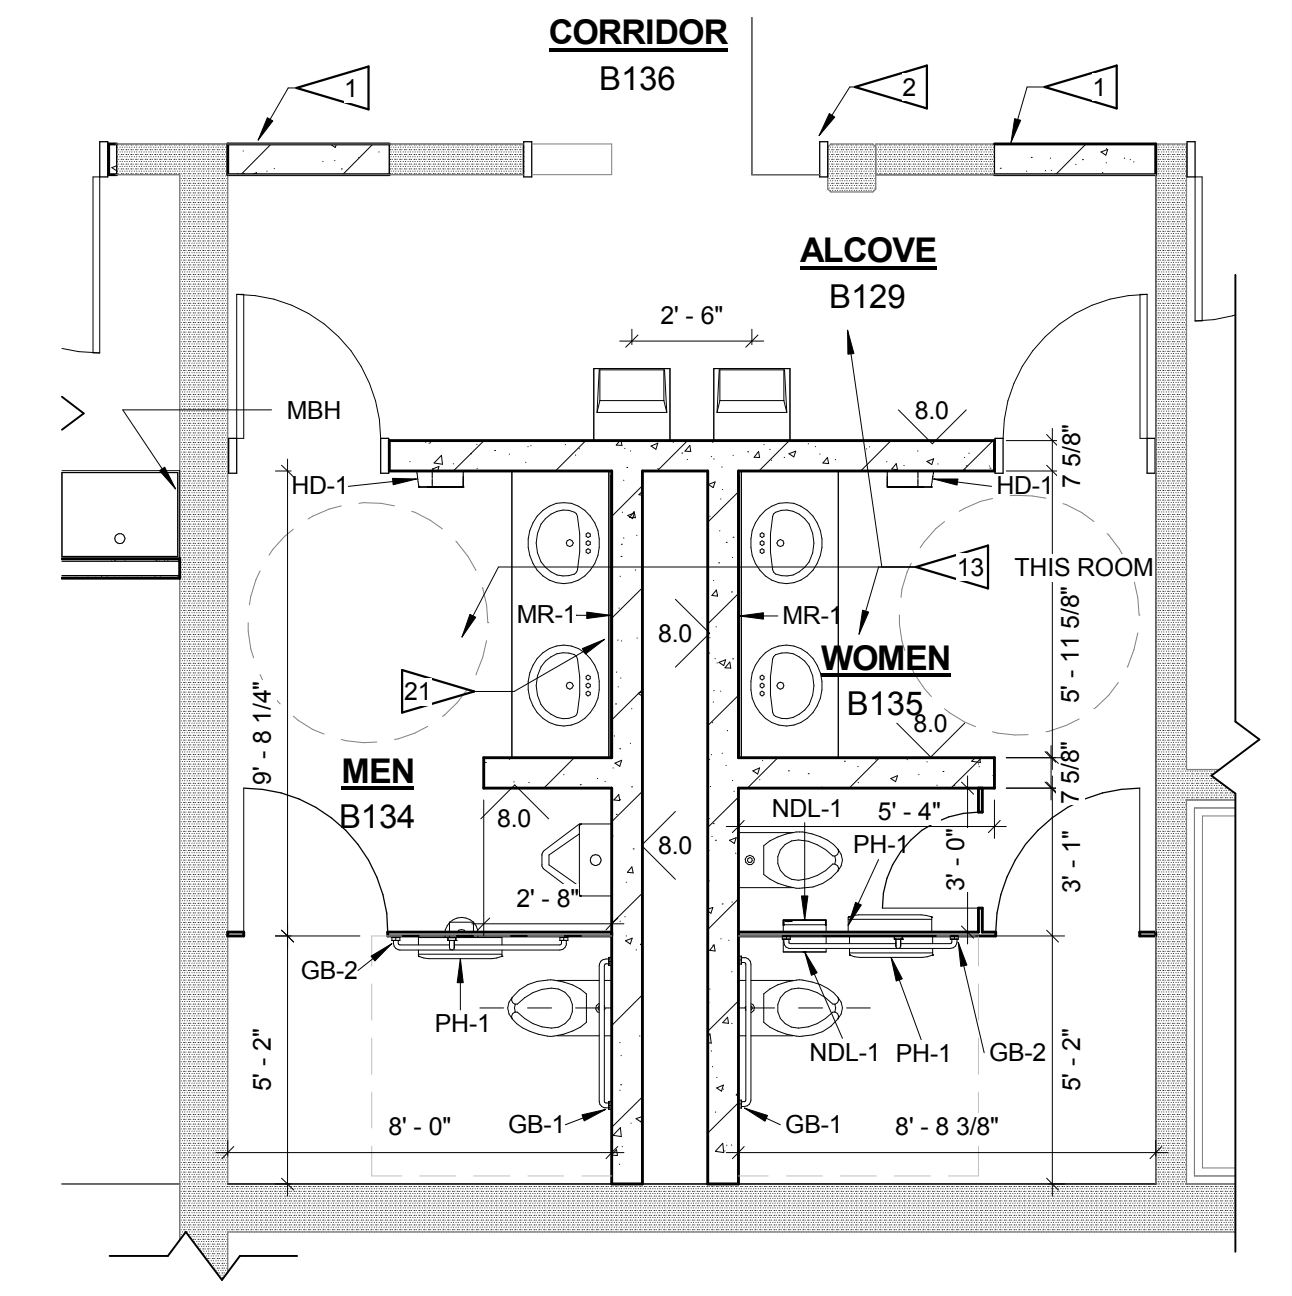 CORRIDOR
B136
1
2
1
ALCOVE
B129
2' - 6"
MBH
8.0
7 5/8"
HD-1
HD-1
13
THIS ROOM
MR-1
8.0
MR-1
5' - 11 5/8"
WOMEN
B135
21
8.0
9' - 8 1/4"
MEN
B134
7 5/8"
8.0
NDL-1
5' - 4"
8.0
PH-1
3' - 0"
3' - 1"
2' - 8"
GB-2
PH-1
NDL-1
PH-1
GB-2
5' - 2"
5' - 2"
8' - 0"
GB-1
GB-1
8' - 8 3/8"